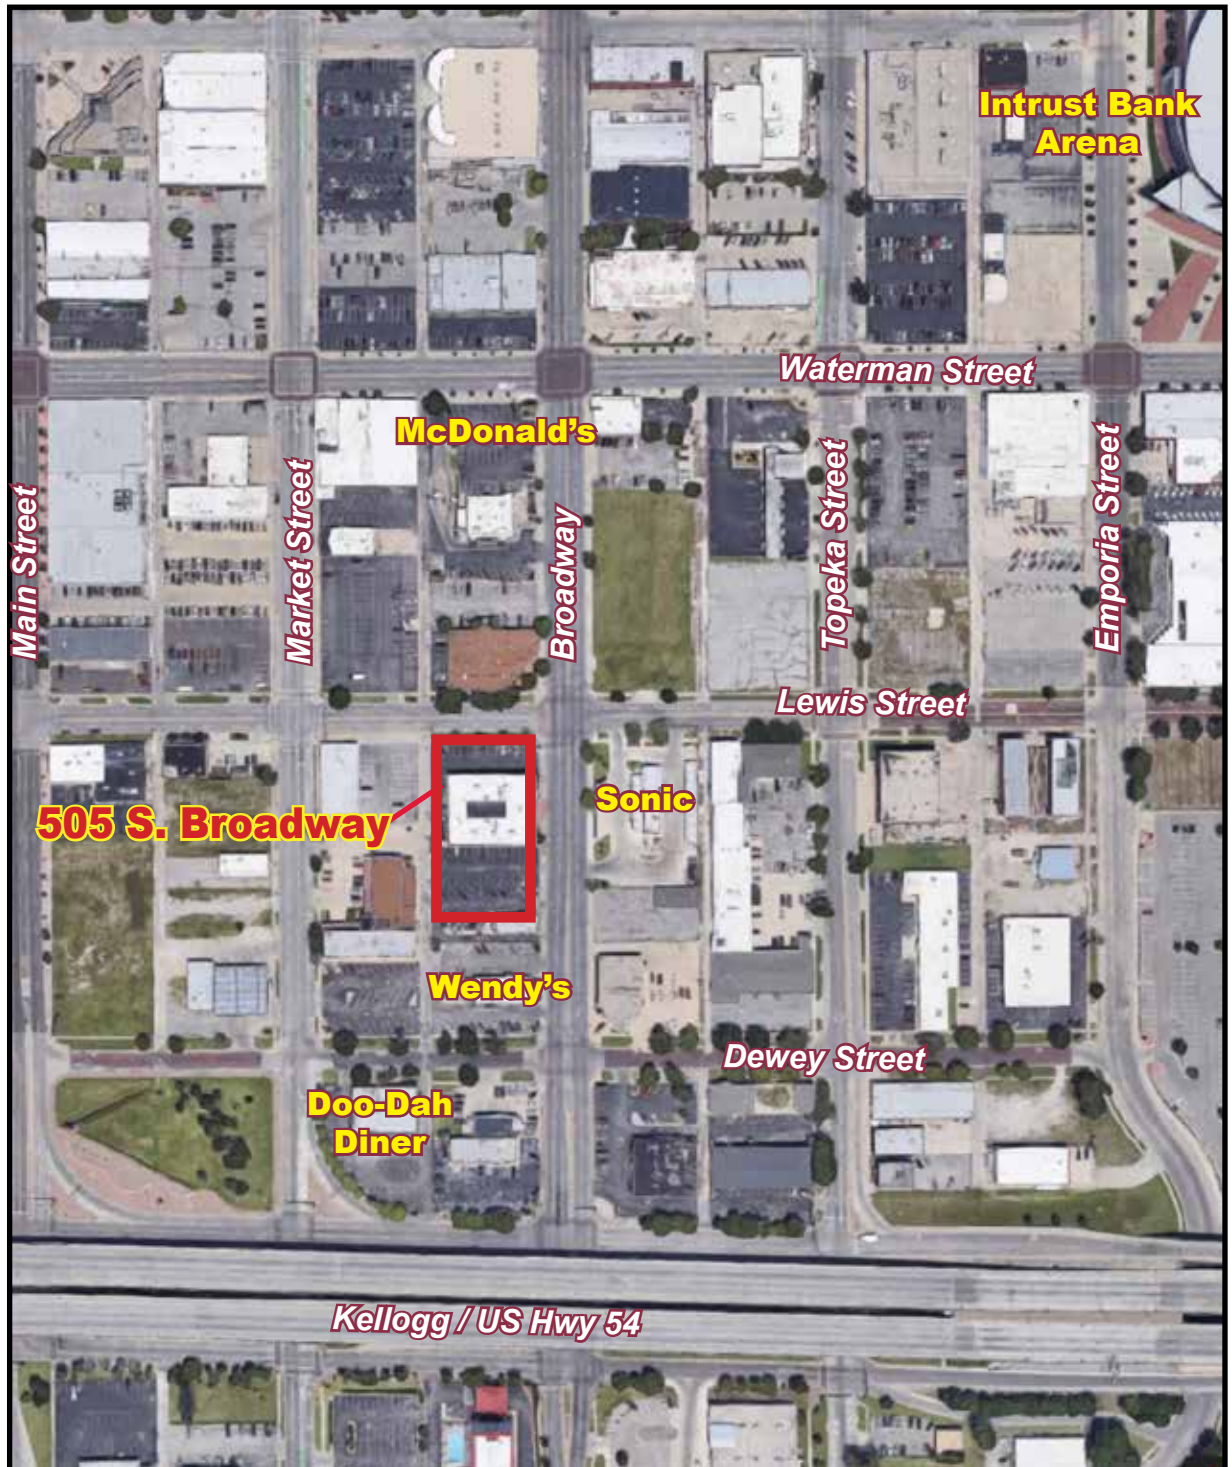 Intrust Bank
Arena
Waterman Street
McDonald's
Main Street
Market Street
Broadway
Topeka Street
Emporia Street
Lewis Street
505 S. Broadway
Sonic
Wendy's
Dewey Street
Doo-Dah
Diner
Kellogg / US Hwy 54